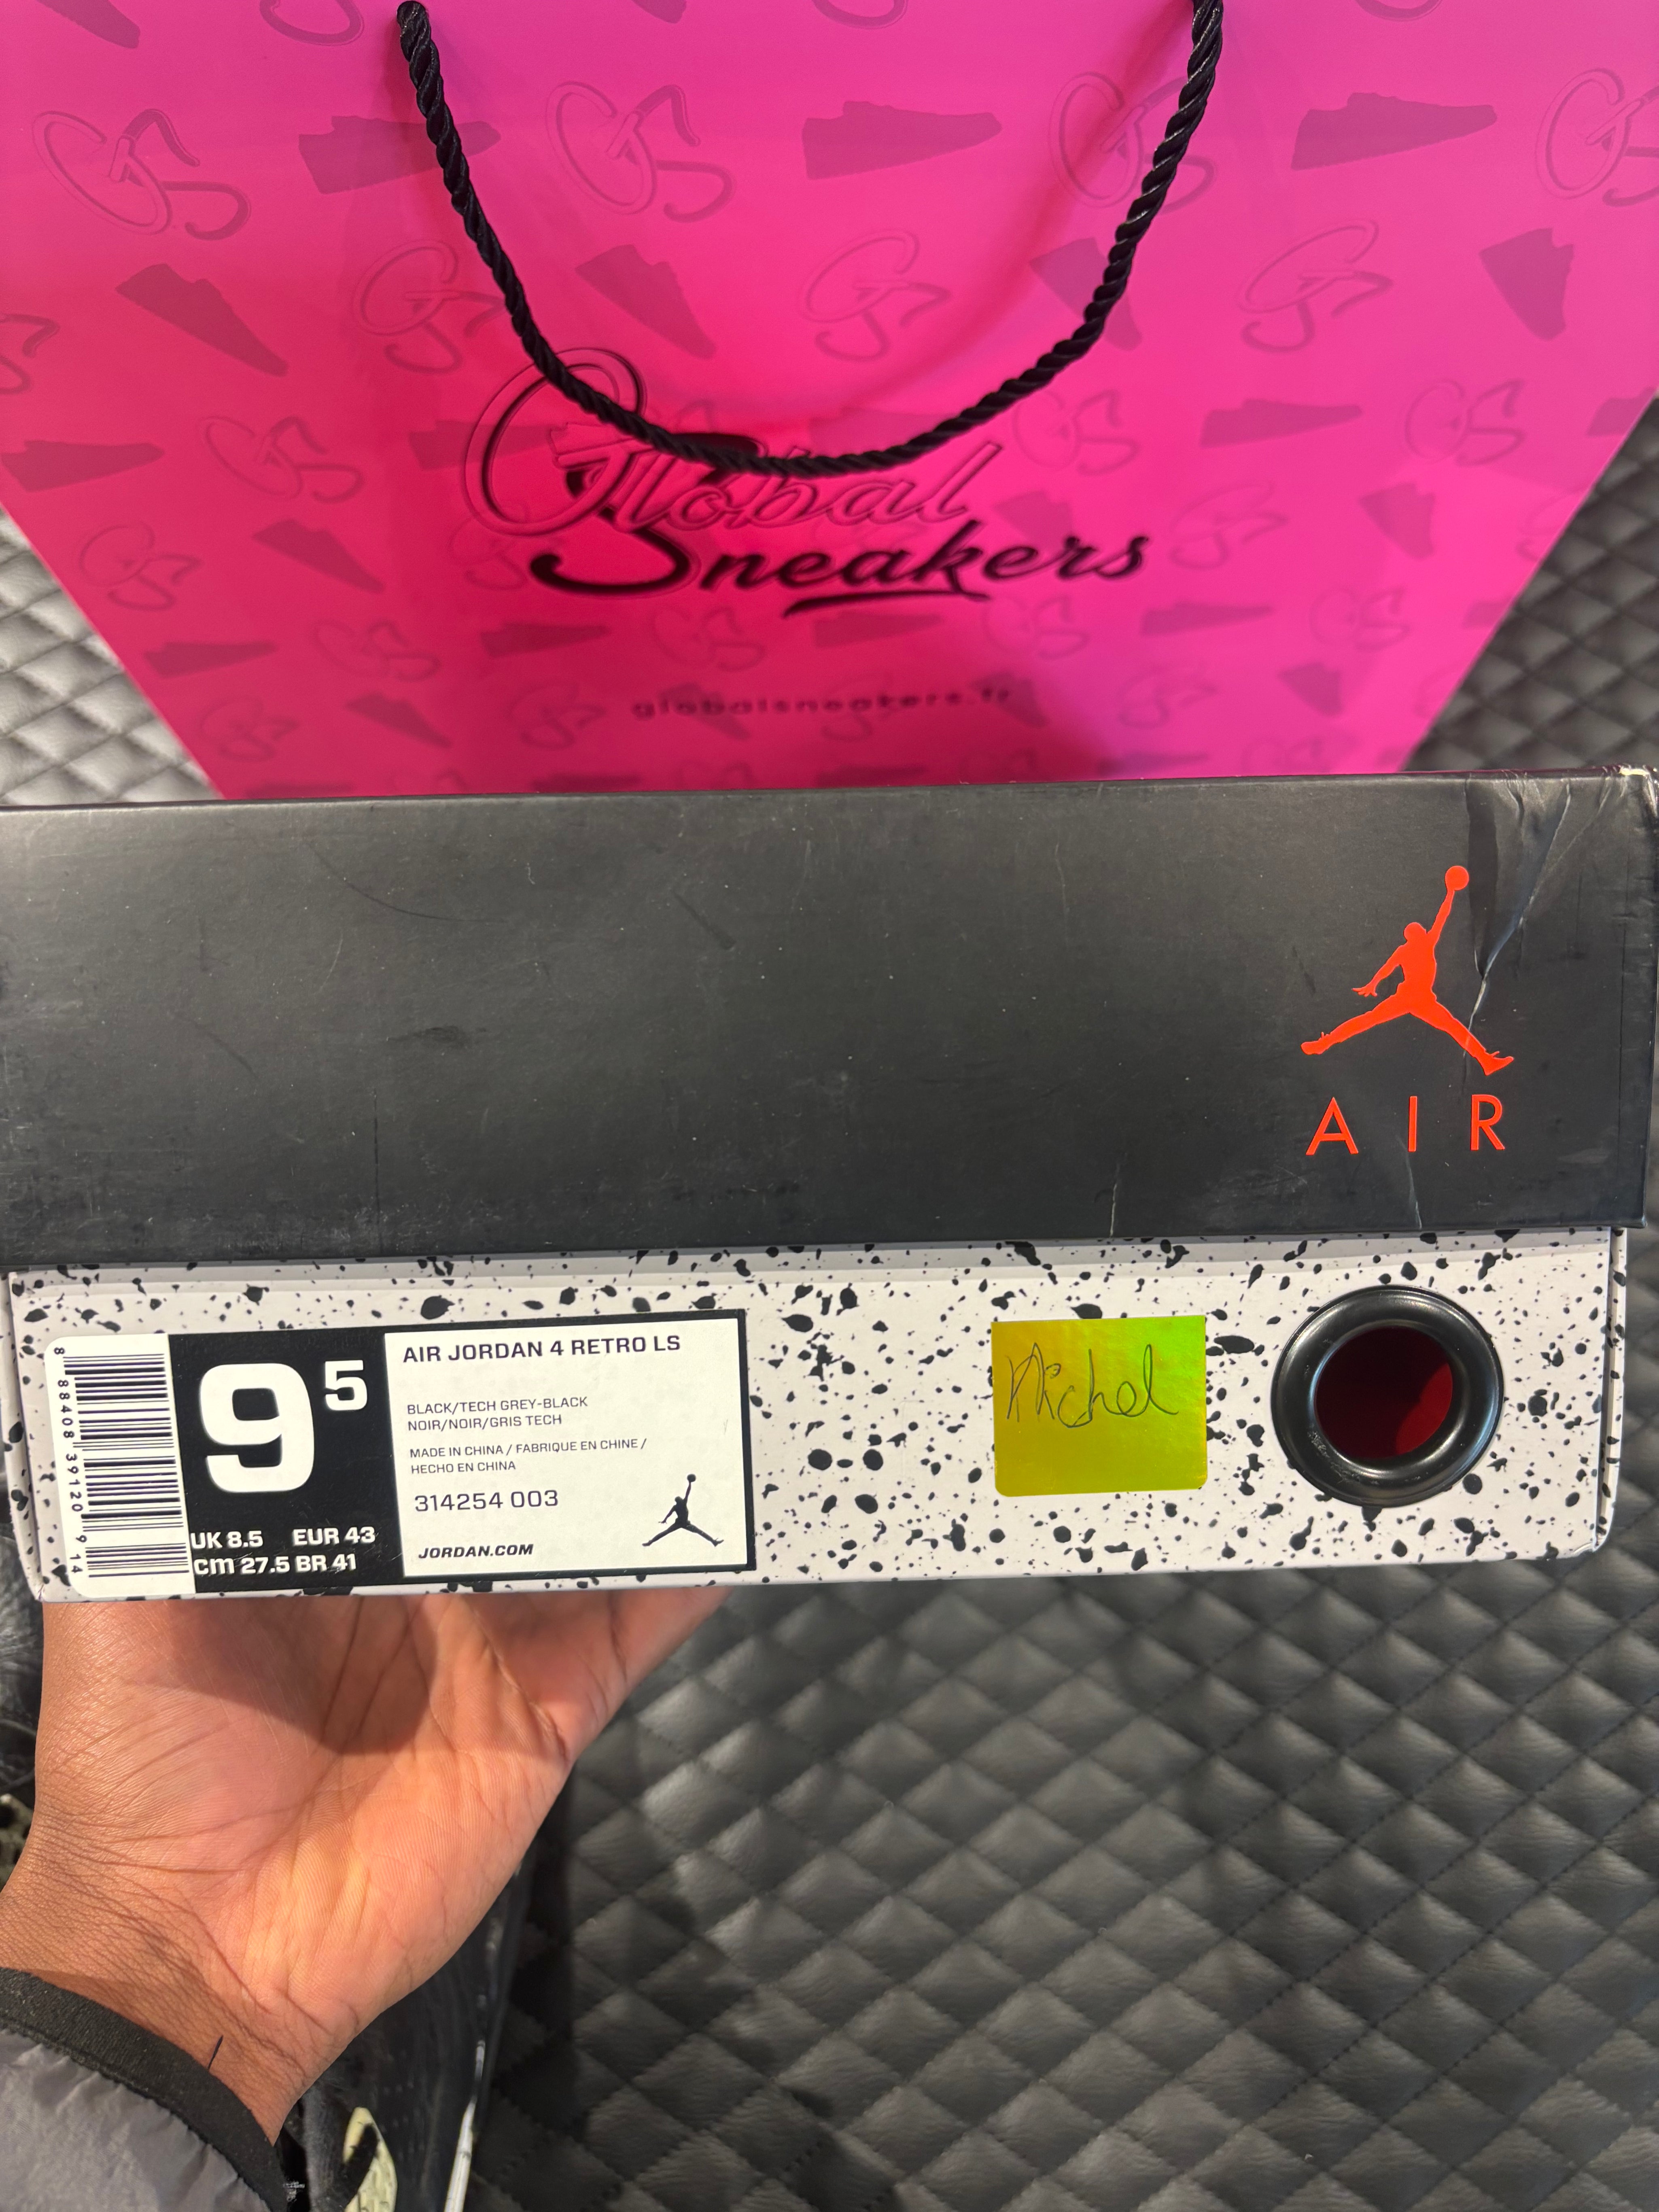 Global
Sneakers
globalsneakers.fr
AIR
8 88408 39120 9 14
9 5
UK 8.5 EUR 43
cm 27.5 BR 41
AIR JORDAN 4 RETRO LS
BLACK/TECH GREY-BLACK
NOIR/NOIR/GRIS TECH
MADE IN CHINA / FABRIQUE EN CHINE /
HECHO EN CHINA
314254 003
JORDAN.COM
Michel